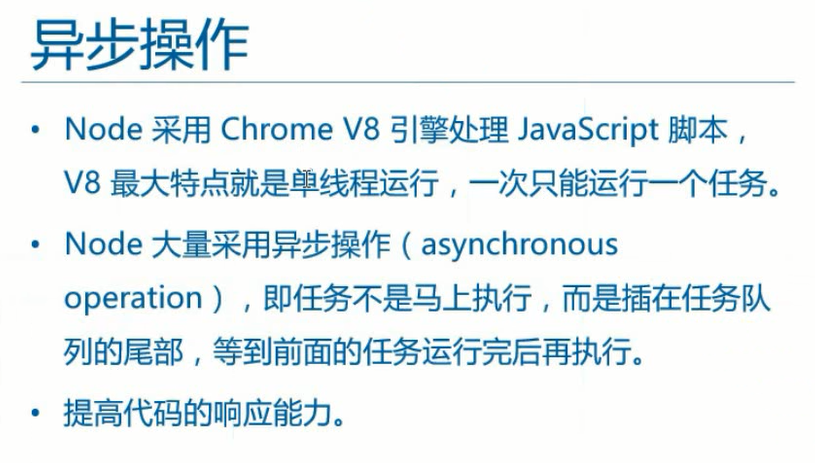 异步操作
• Node 采用 Chrome V8 引擎处理 JavaScript 脚本，
V8 最大特点就是单线程运行，一次只能运行一个任务。
• Node 大量采用异步操作（asynchronous
operation），即任务不是马上执行，而是插在任务队
列的尾部，等到前面的任务运行完后再执行。
• 提高代码的响应能力。